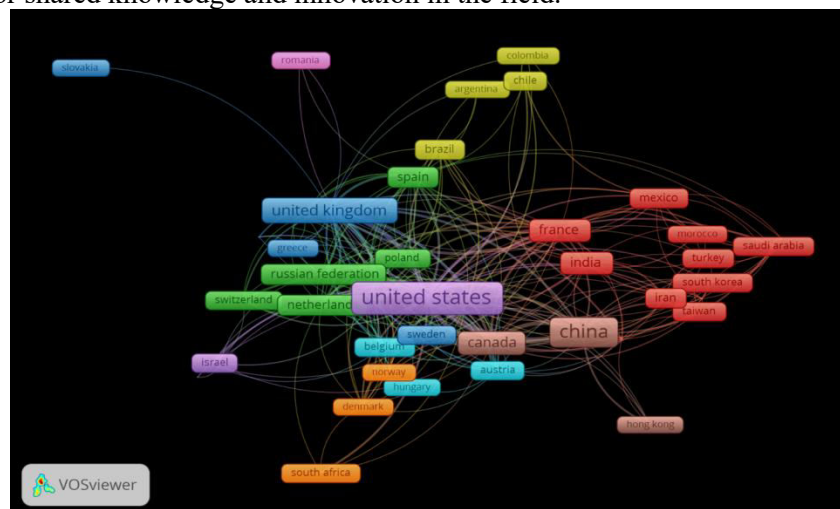 or shared knowledge and innovation in the field.
colombia
slovakia
romania
chile
argentina
brazil
spain
mexico
united kingdom
france
morocco
saudi arabia
greece
poland
turkey
india
russian federation
south korea
switzerland
netherland
united states
iran
taiwan
china
sweden
canada
belgium
israel
norway
austria
hungary
denmark
hong kong
south africa
VOSviewer